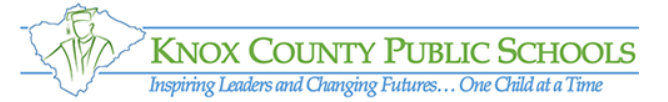 KNOX COUNTY PUBLIC SCHOOLS
Inspiring Leaders and Changing Futures... One Child at a Time